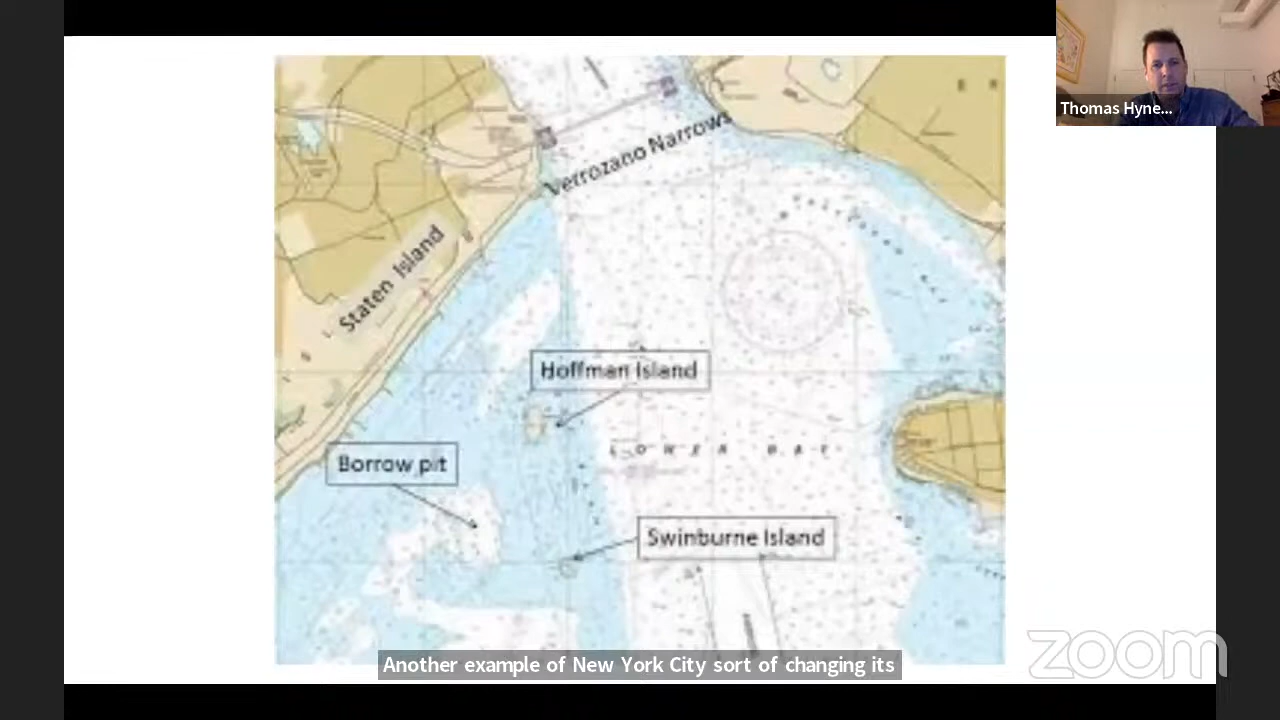 Thomas Hyne...
Verrozano Narrows
Staten Island
Hoffman Island
LOWER BAY
Borrow pit
Swinburne Island
zoom
Another example of New York City sort of changing its